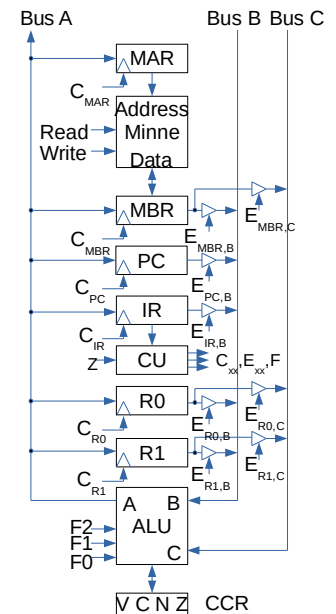 Bus A Bus B Bus C
MAR
C_MAR
Address
Read Minne
Write
Data
MBR
C_MBR E_MBR,B E_MBR,C
PC
C_PC E_PC,B
IR
C_IR E_IR,B
Z CU C_xx,E_xx,F
R0
C_R0 E_R0,B E_R0,C
R1
C_R1 E_R1,B E_R1,C
A B
F2 ALU
F1
F0 C
V C N Z CCR